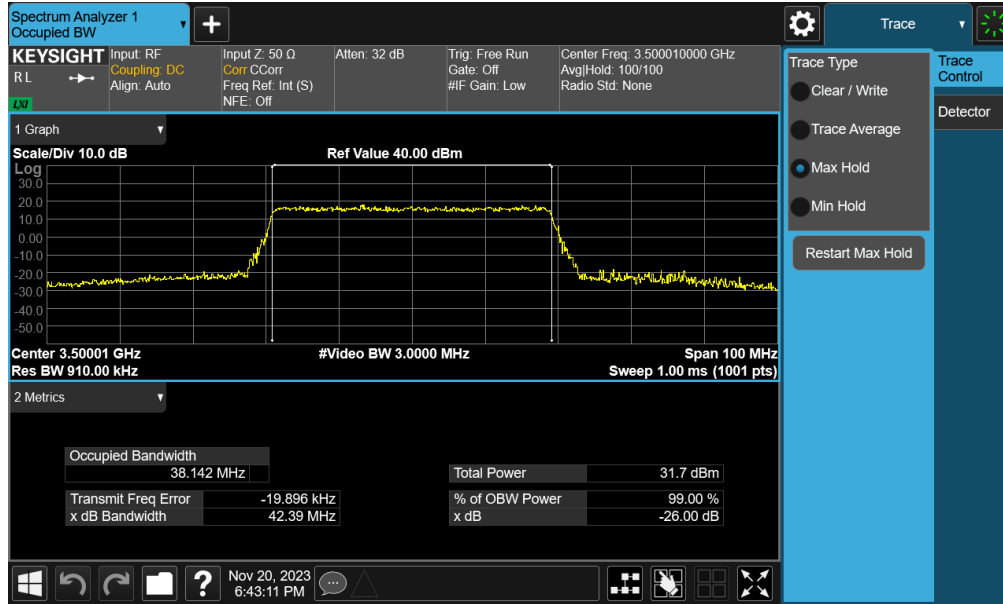 Spectrum Analyzer 1
Occupied BW
Trace
KEYSIGHT
R L
LXI
Input: RF
Coupling: DC
Align: Auto
Input Z: 50 Ω
Corr CCorr
Freq Ref: Int (S)
NFE: Off
Atten: 32 dB
Trig: Free Run
Gate: Off
#IF Gain: Low
Center Freq: 3.500010000 GHz
Avg|Hold: 100/100
Radio Std: None
Trace Type
Clear / Write
Trace Average
Max Hold
Min Hold
Restart Max Hold
Trace
Control
Detector
1 Graph
Scale/Div 10.0 dB
Ref Value 40.00 dBm
Log
30.0
20.0
10.0
0.00
-10.0
-20.0
-30.0
-40.0
-50.0
Center 3.50001 GHz
#Video BW 3.0000 MHz
Span 100 MHz
Res BW 910.00 kHz
Sweep 1.00 ms (1001 pts)
2 Metrics
Occupied Bandwidth
38.142 MHz
Total Power 31.7 dBm
Transmit Freq Error -19.896 kHz
% of OBW Power 99.00 %
x dB Bandwidth 42.39 MHz
x dB -26.00 dB
?
Nov 20, 2023
6:43:11 PM